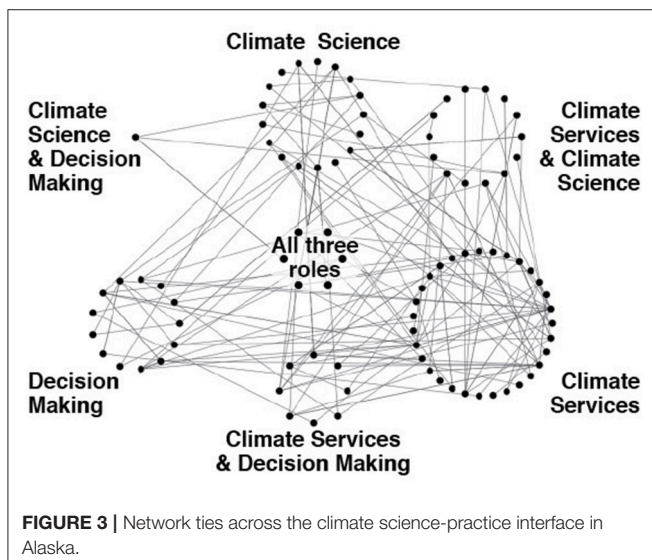 Climate Science
Climate
Science
& Decision
Making
Climate
Services
& Climate
Science
All three
roles
Decision
Making
Climate Services
& Decision Making
Climate
Services
FIGURE 3 | Network ties across the climate science-practice interface in
Alaska.